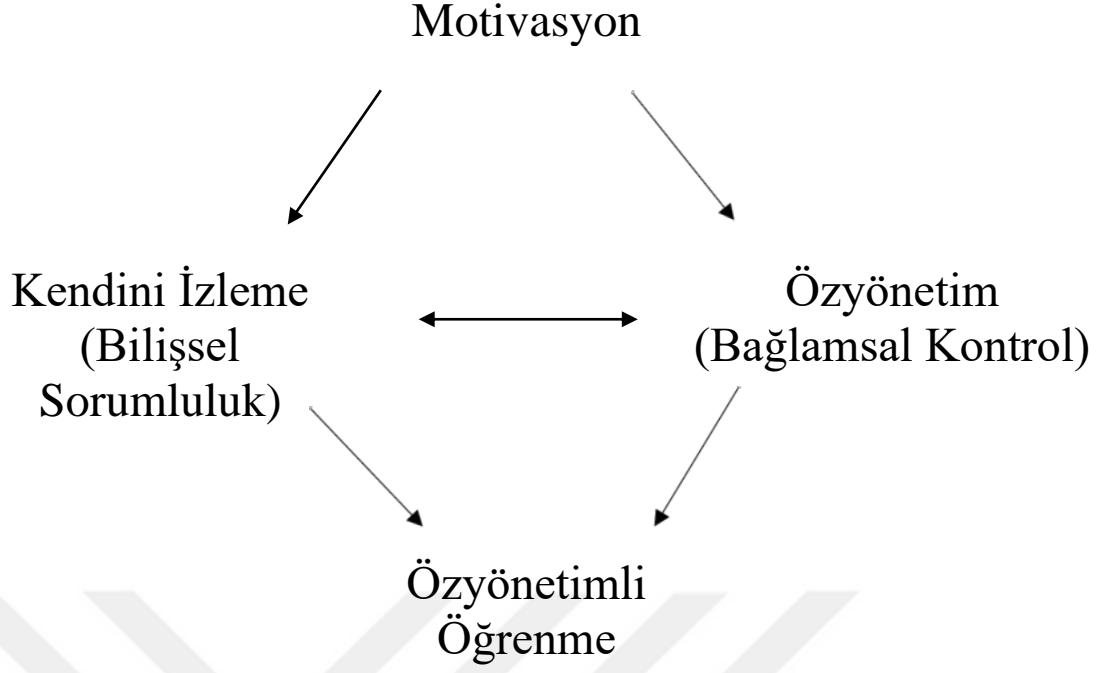 Motivasyon
Kendini İzleme
(Bilişsel
Sorumluluk)
Özyönetim
(Bağlamsal Kontrol)
Özyönetimli
Öğrenme